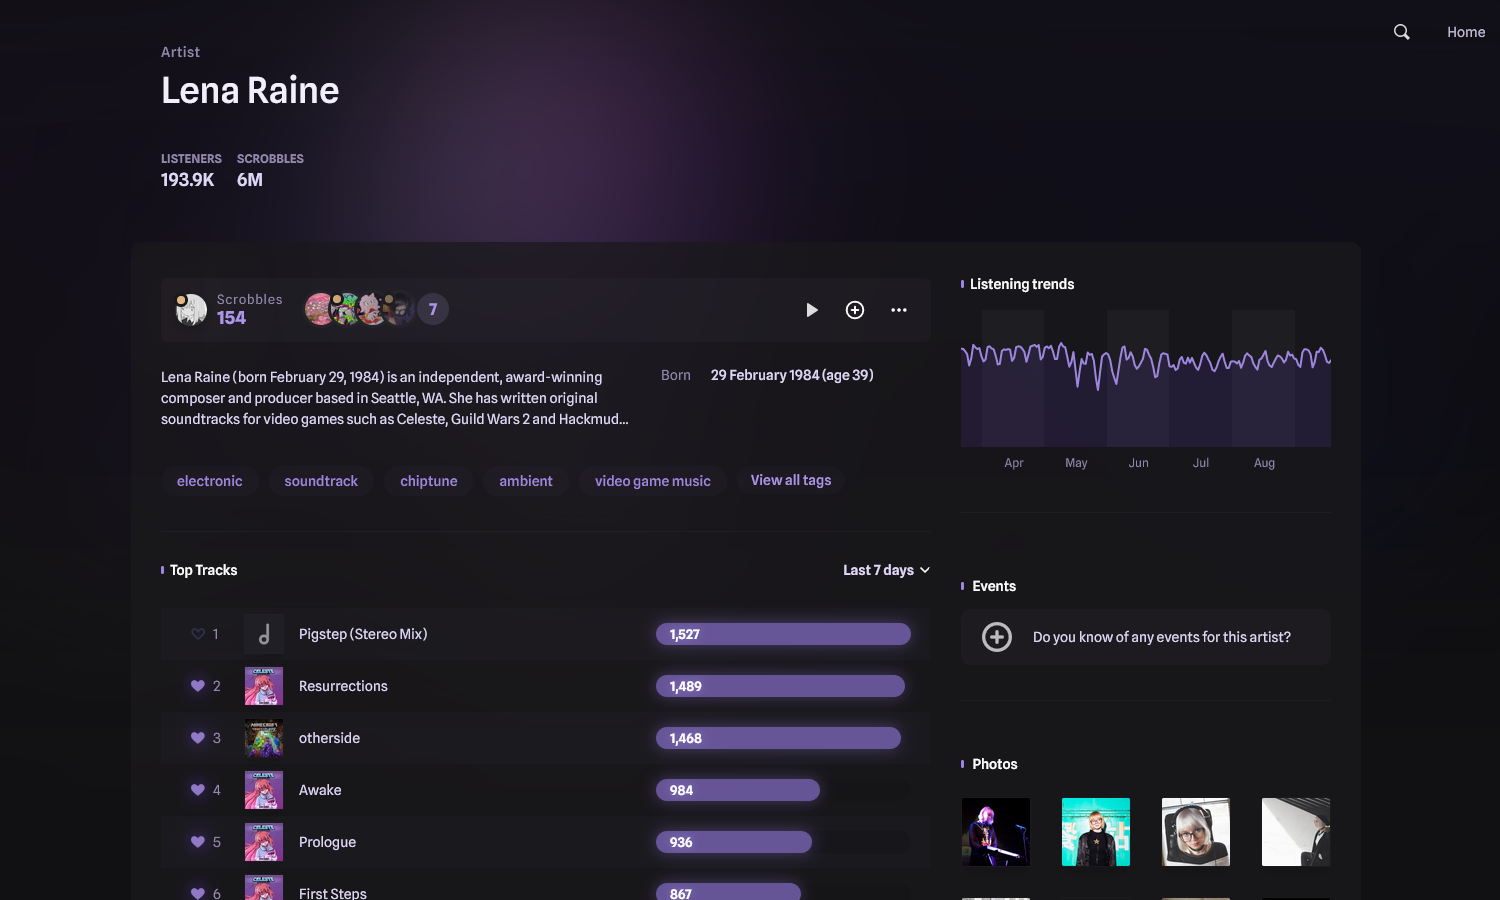 Home
Artist
Lena Raine
LISTENERS SCROBBLES
193.9K 6M
Scrobbles
154
7
Lena Raine (born February 29, 1984) is an independent, award-winning
composer and producer based in Seattle, WA. She has written original
soundtracks for video games such as Celeste, Guild Wars 2 and Hackmud...
Born 29 February 1984 (age 39)
electronic soundtrack chiptune ambient video game music View all tags
Top Tracks Last 7 days
1 Pigstep (Stereo Mix) 1,527
CELESTE
2 Resurrections 1,489
MINECRAFT
3 otherside 1,468
CELESTE
4 Awake 984
CELESTE
5 Prologue 936
CELESTE
6 First Steps 867
Listening trends
Apr May Jun Jul Aug
Events
Do you know of any events for this artist?
Photos